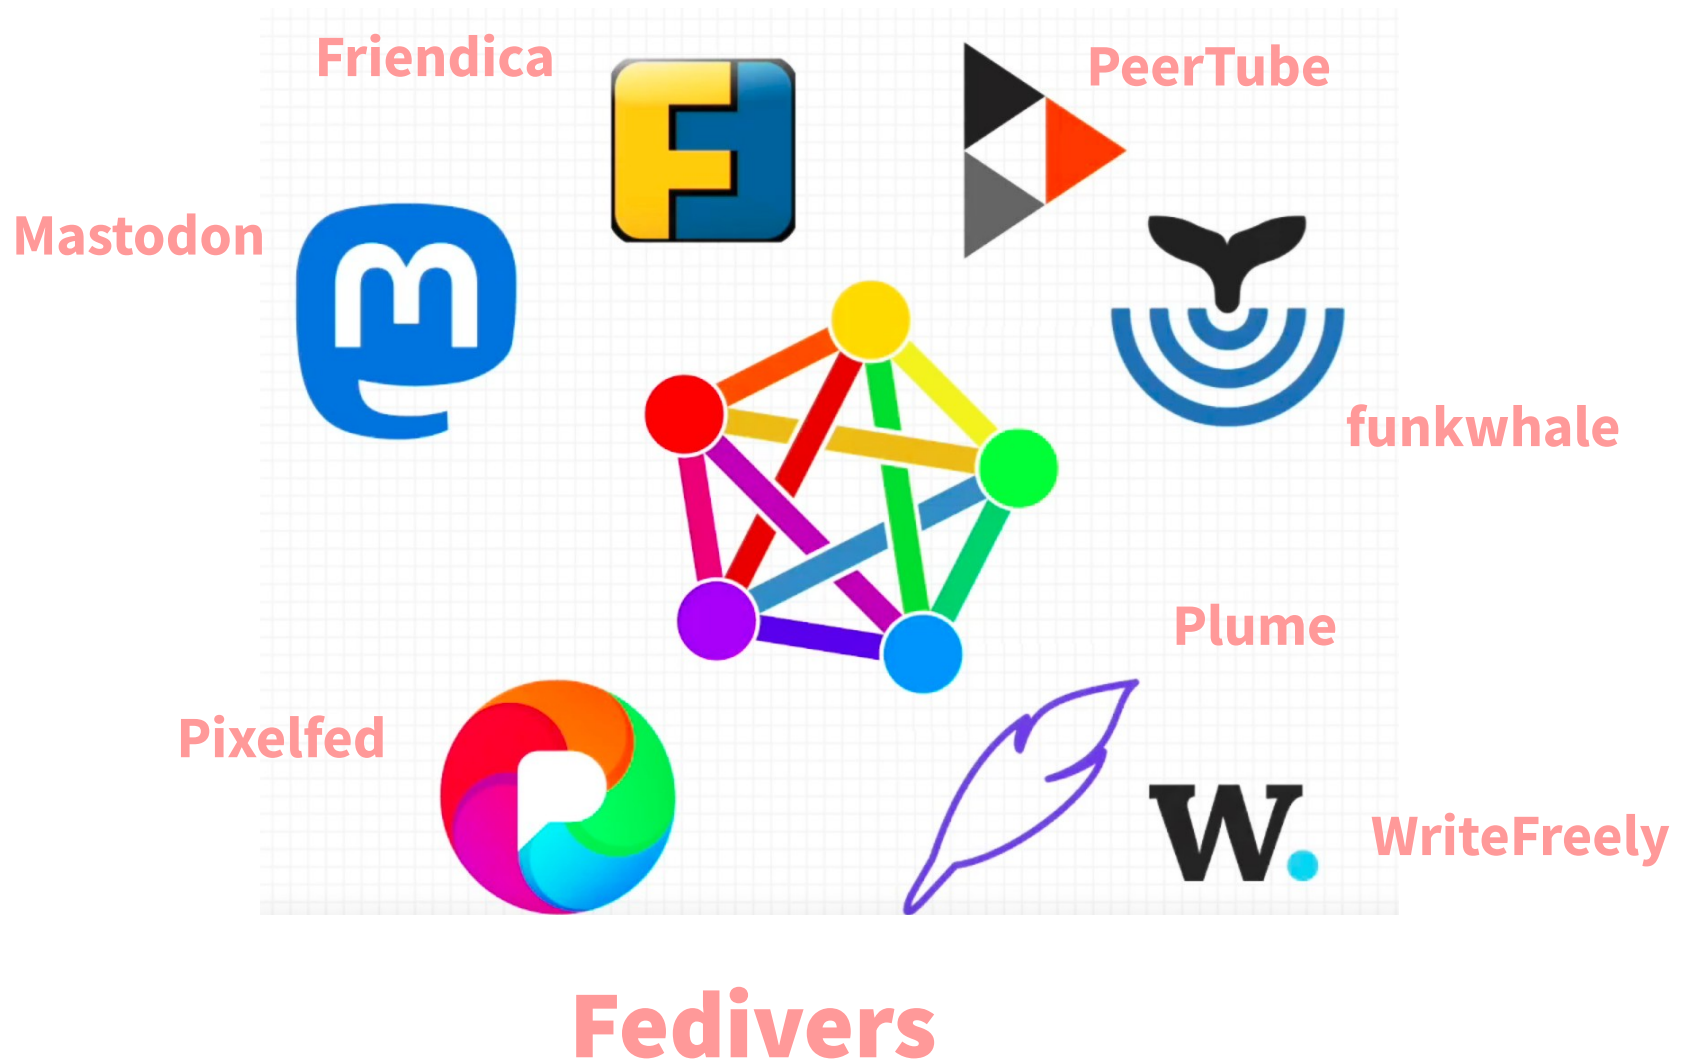 Friendica
PeerTube
Mastodon
funkwhale
Plume
Pixelfed
W.
WriteFreely
Fedivers